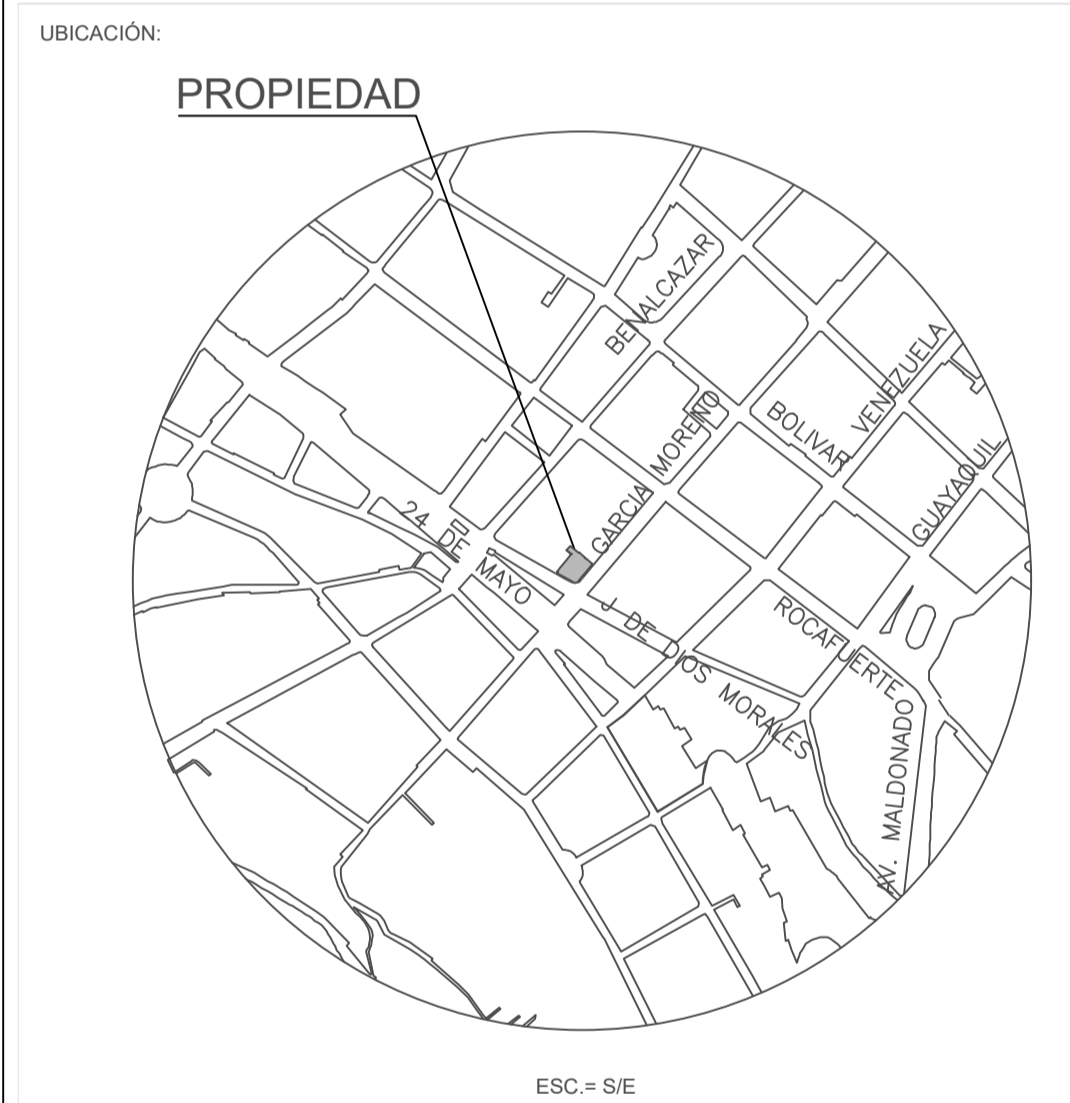 UBICACIÓN:
PROPIEDAD
BENALCAZAR
VENEZUELA
BOLIVAR
GARCIA MORENO
GUAYAQUIL
24 DE MAYO
J DE DIOS MORALES
ROCAFUERTE
AV. MALDONADO
ESC.= S/E